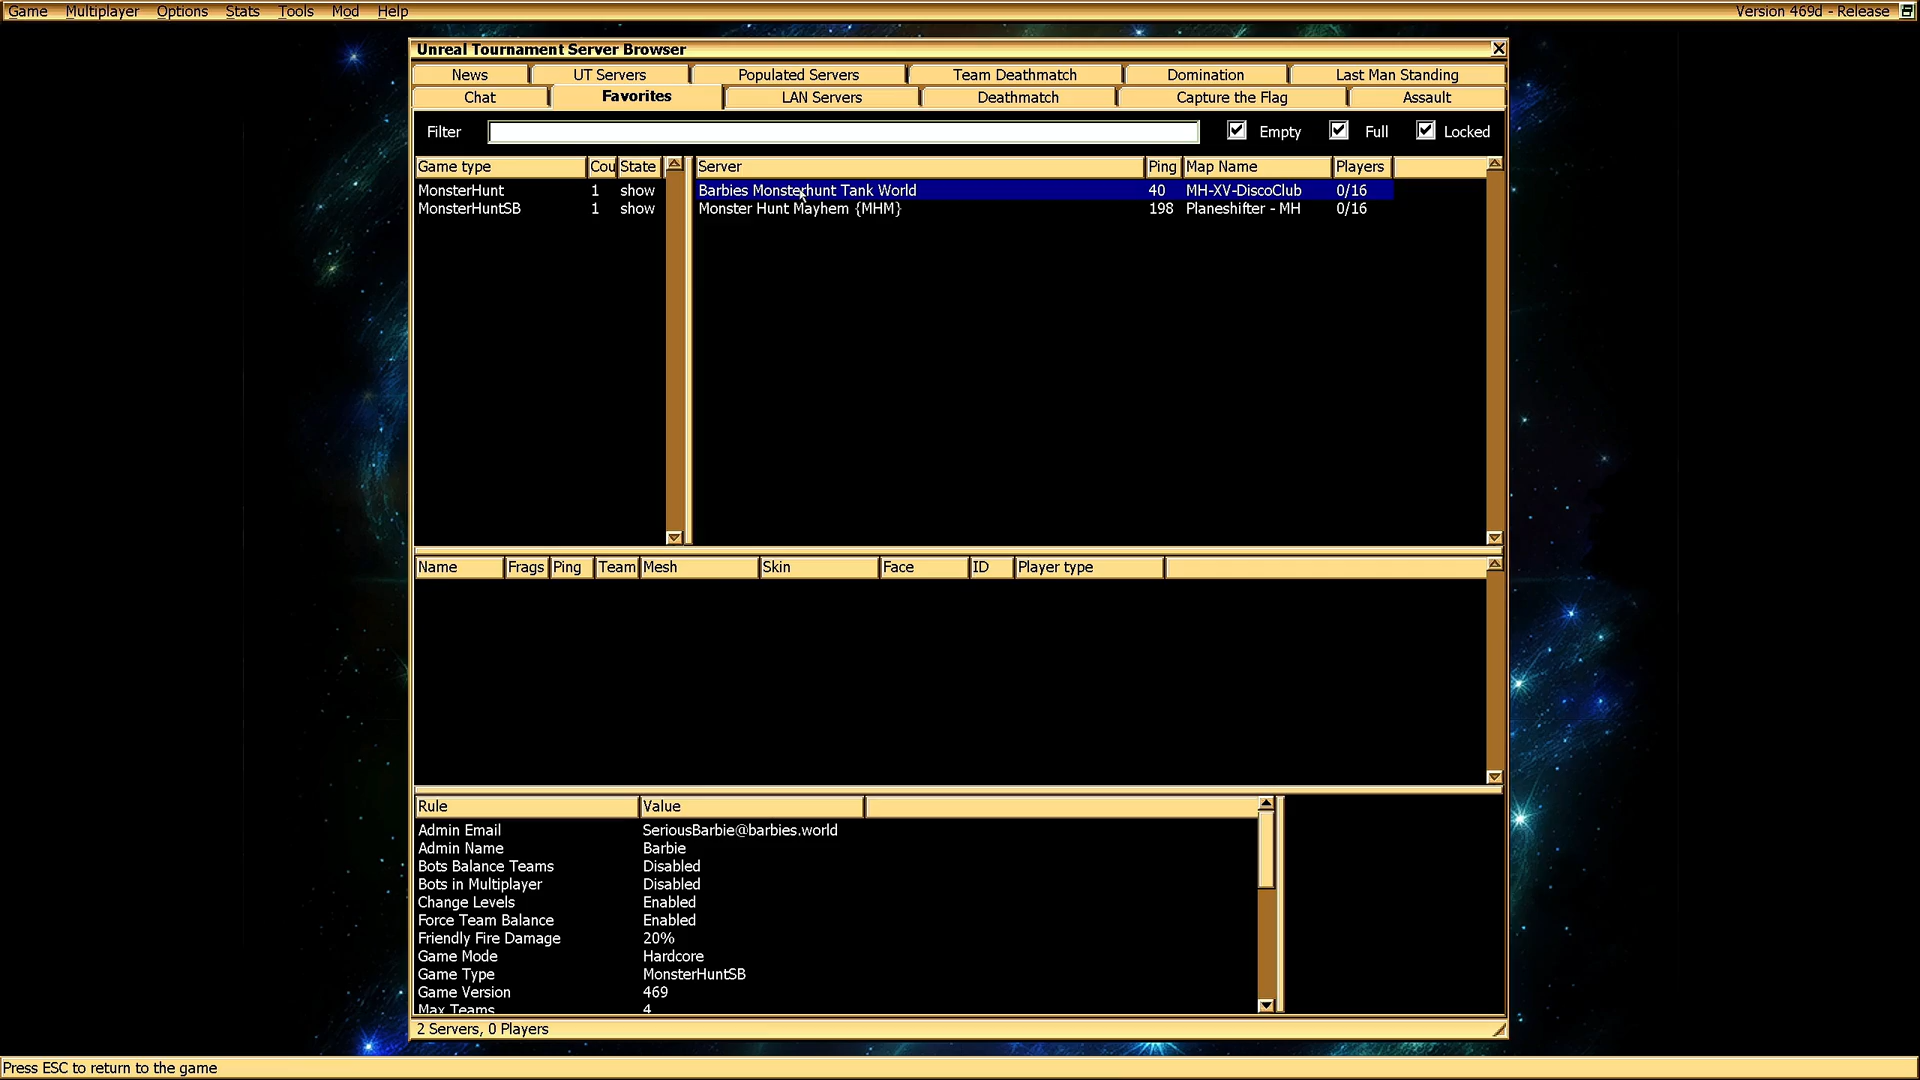 Game Multiplayer Options Stats Tools Mod Help Version 469d - Release
Unreal Tournament Server Browser
News UT Servers Populated Servers Team Deathmatch Domination Last Man Standing
Chat Favorites LAN Servers Deathmatch Capture the Flag Assault
Filter Empty Full Locked
Game type Cou State Server Ping Map Name Players
MonsterHunt 1 show Barbies Monsterhunt Tank World 40 MH-XV-DiscoClub 0/16
MonsterHuntSB 1 show Monster Hunt Mayhem {MHM} 198 Planeshifter - MH 0/16
Name Frags Ping Team Mesh Skin Face ID Player type
Rule Value
Admin Email SeriousBarbie@barbies.world
Admin Name Barbie
Bots Balance Teams Disabled
Bots in Multiplayer Disabled
Change Levels Enabled
Force Team Balance Enabled
Friendly Fire Damage 20%
Game Mode Hardcore
Game Type MonsterHuntSB
Game Version 469
Max Teams 4
2 Servers, 0 Players
Press ESC to return to the game